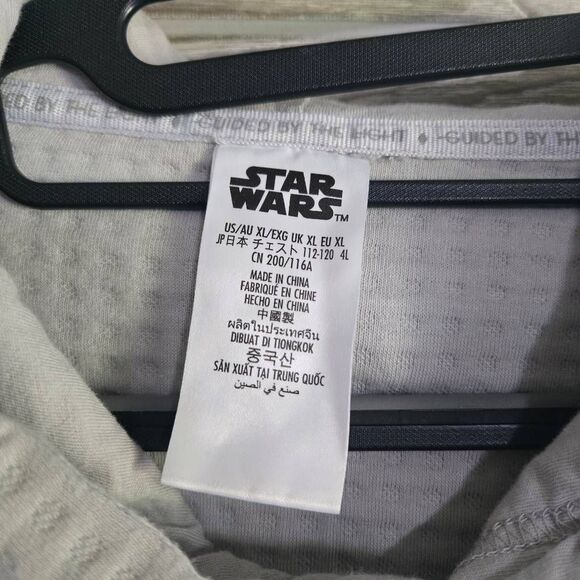 GUIDED BY THE LIGHT ◆ GUIDED BY TH
STAR
WARS™
US/AU XL/EXG UK XL EU XL
JP日本 チェスト 112-120 4L
CN 200/116A
MADE IN CHINA
FABRIQUÉ EN CHINE
HECHO EN CHINA
中國製
ผลิตในประเทศจีน
DIBUAT DI TIONGKOK
중국산
SẢN XUẤT TẠI TRUNG QUỐC
صنع في الصين